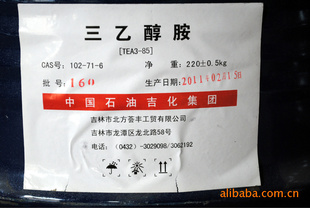 三乙醇胺
[TEA3-85]
CAS号：102-71-6 净 重：220±0.5kg
批 号：160 生产日期：2011
中国石油吉化集团
吉林市北方荟丰工贸有限公司
吉林市龙潭区龙北路58号
电话：(0432)-3029098/3062192
alibaba.com.cn